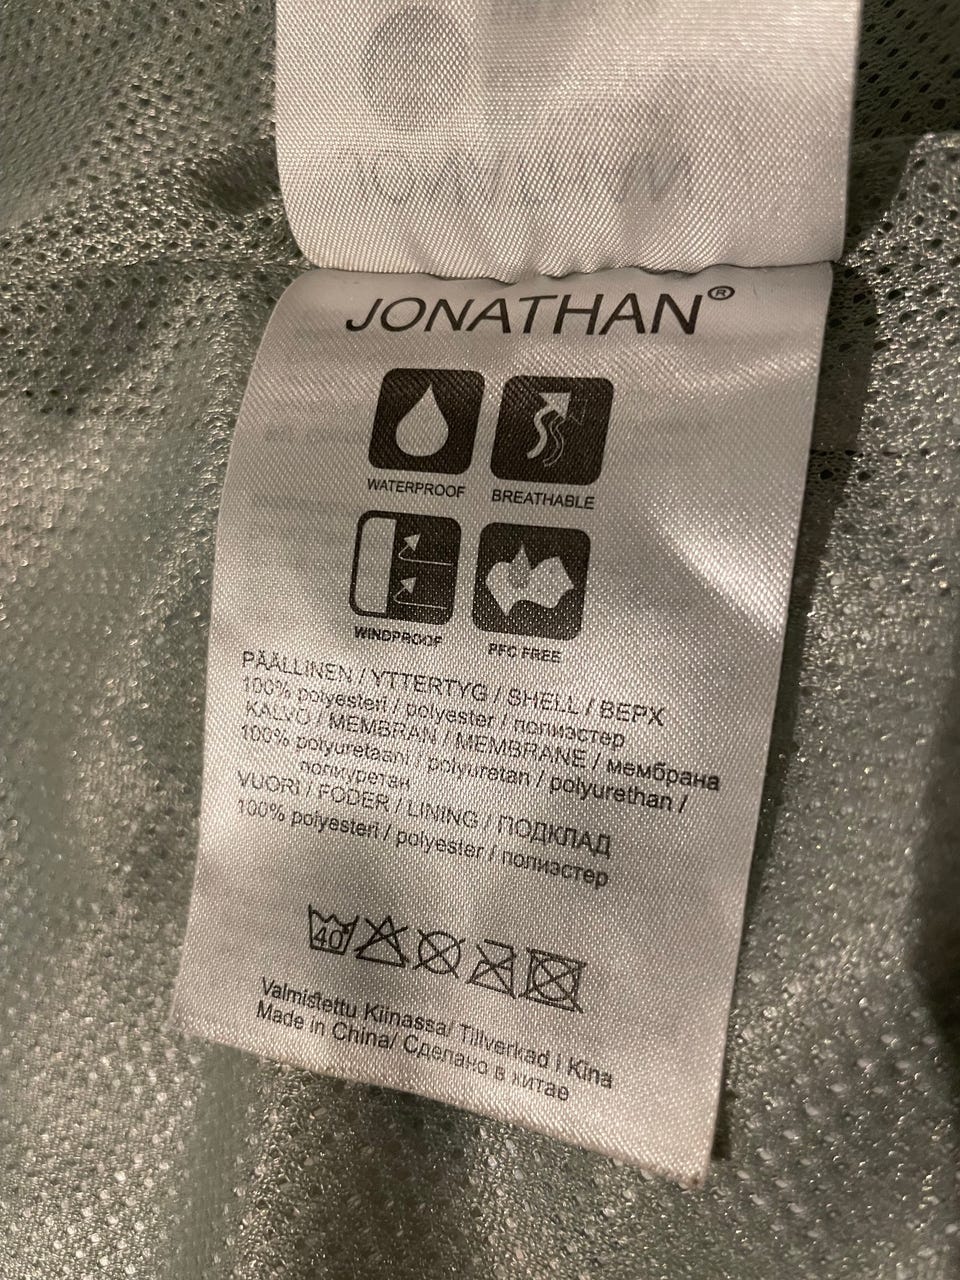 JONATHAN®
WATERPROOF BREATHABLE
WINDPROOF PFC FREE
PÄÄLLINEN / YTTERTYG / SHELL / ВЕРХ
100% polyesteri / polyester / полиэстер
KALVO / MEMBRAN / MEMBRANE / мембрана
100% polyuretaani / polyuretan / polyurethan /
полиуретан
VUORI / FODER / LINING / ПОДКЛАД
100% polyesteri / polyester / полиэстер
40
Valmistettu Kiinassa/ Tillverkad i Kina
Made in China/ Сделано в китае